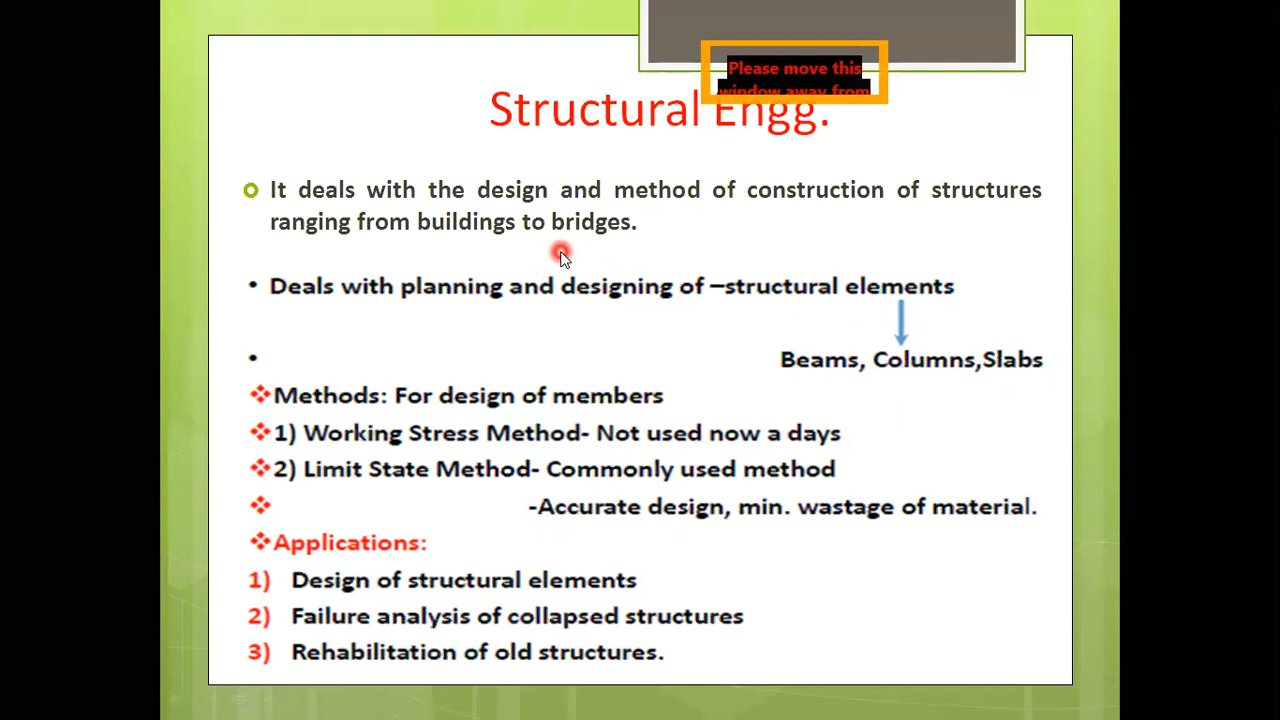 Please move this
window away from
Structural Engg.
It deals with the design and method of construction of structures
ranging from buildings to bridges.
• Deals with planning and designing of –structural elements
•
Beams, Columns,Slabs
❖Methods: For design of members
❖1) Working Stress Method- Not used now a days
❖2) Limit State Method- Commonly used method
❖ -Accurate design, min. wastage of material.
❖Applications:
1) Design of structural elements
2) Failure analysis of collapsed structures
3) Rehabilitation of old structures.